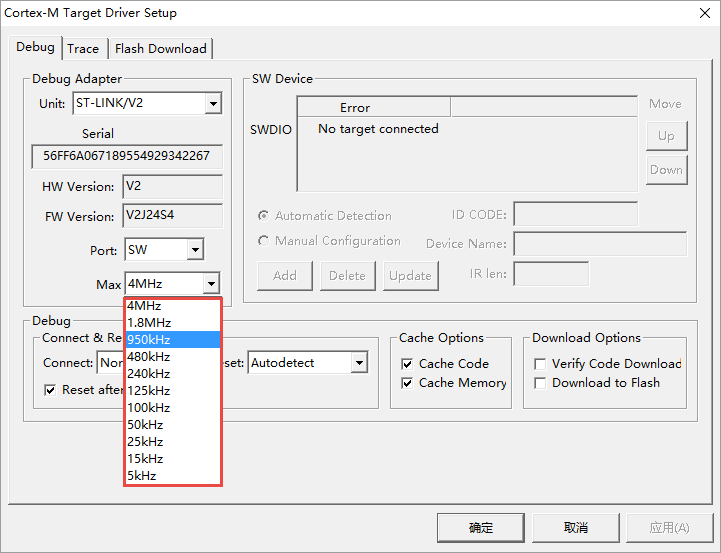 Cortex-M Target Driver Setup
Debug
Trace
Flash Download
Debug Adapter
Unit:
ST-LINK/V2
Serial
56FF6A067189554929342267
HW Version:
V2
FW Version:
V2J24S4
Port:
SW
Max
4MHz
4MHz
1.8MHz
950kHz
480kHz
240kHz
125kHz
100kHz
50kHz
25kHz
15kHz
5kHz
SW Device
Error
SWDIO
No target connected
Move
Up
Down
Automatic Detection
Manual Configuration
ID CODE:
Device Name:
Add
Delete
Update
IR len:
Debug
Connect & Re
Connect:
Nor
set:
Autodetect
Reset after
Cache Options
Cache Code
Cache Memory
Download Options
Verify Code Download
Download to Flash
确定
取消
应用(A)